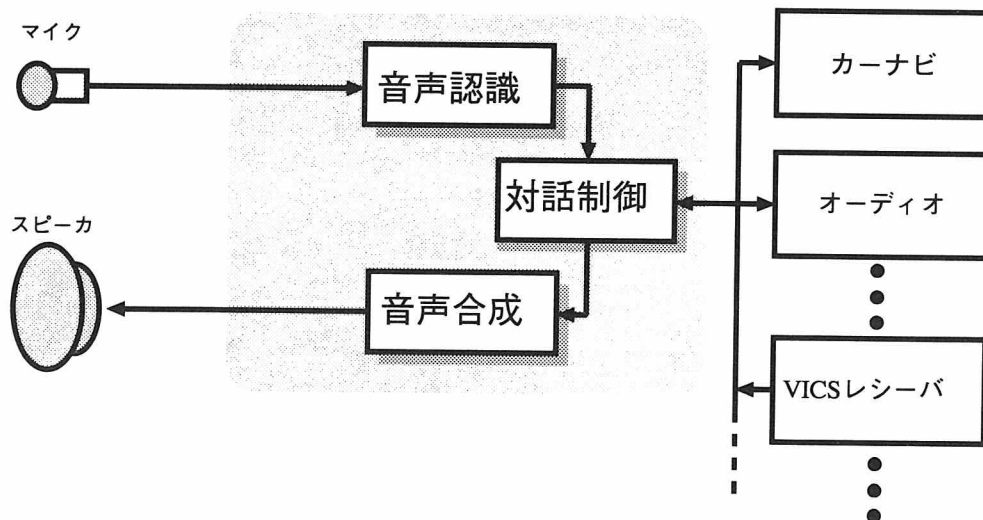 マイク
音声認識
カーナビ
対話制御
オーディオ
スピーカ
音声合成
VICSレシーバ